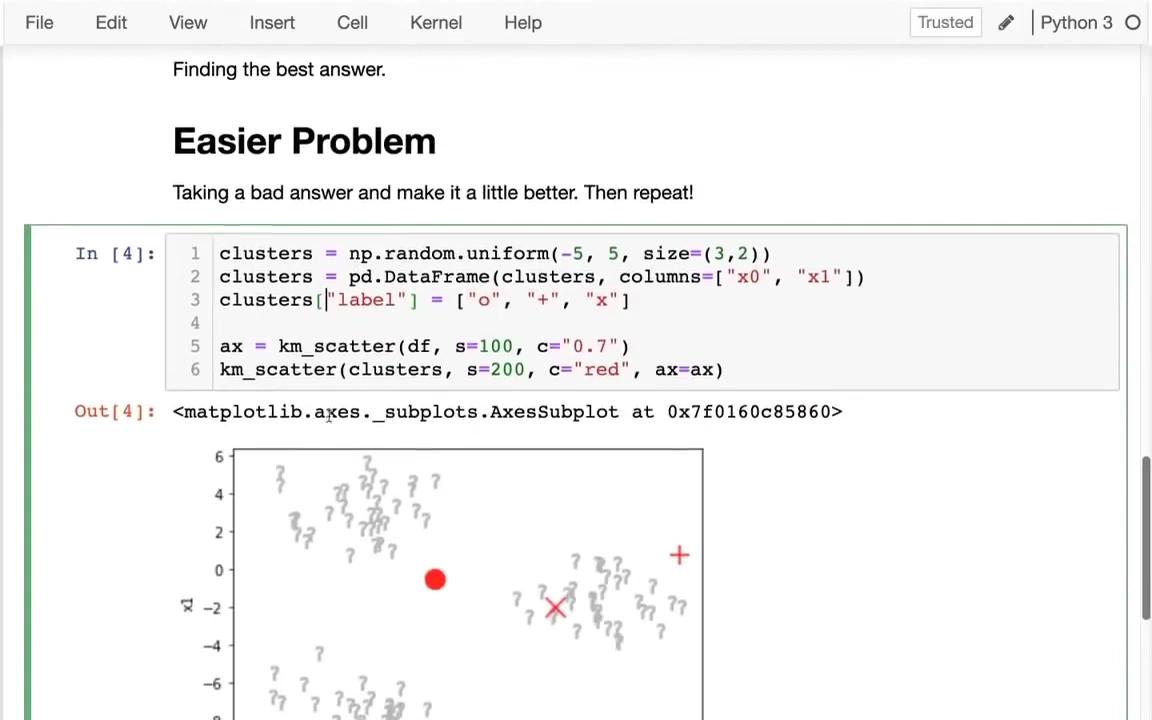 File Edit View Insert Cell Kernel Help Trusted Python 3
Finding the best answer.
Easier Problem
Taking a bad answer and make it a little better. Then repeat!
In [4]:
1 clusters = np.random.uniform(-5, 5, size=(3,2))
2 clusters = pd.DataFrame(clusters, columns=["x0", "x1"])
3 clusters["label"] = ["o", "+", "x"]
4
5 ax = km_scatter(df, s=100, c="0.7")
6 km_scatter(clusters, s=200, c="red", ax=ax)
Out[4]: <matplotlib.axes._subplots.AxesSubplot at 0x7f0160c85860>
6
4
2
0
x1
−2
−4
−6